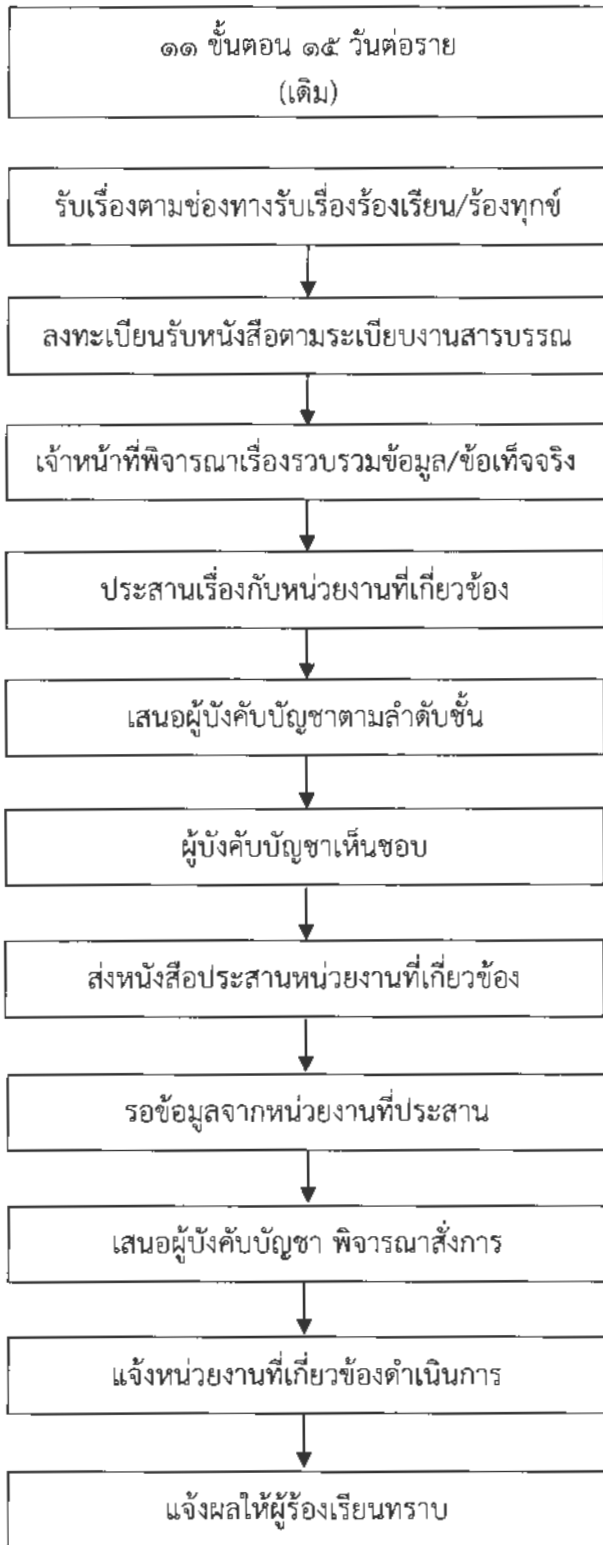 ๑๑ ขั้นตอน ๑๕ วันต่อราย
(เดิม)
รับเรื่องตามช่องทางรับเรื่องร้องเรียน/ร้องทุกข์
ลงทะเบียนรับหนังสือตามระเบียบงานสารบรรณ
เจ้าหน้าที่พิจารณาเรื่องรวบรวมข้อมูล/ข้อเท็จจริง
ประสานเรื่องกับหน่วยงานที่เกี่ยวข้อง
เสนอผู้บังคับบัญชาตามลำดับชั้น
ผู้บังคับบัญชาเห็นชอบ
ส่งหนังสือประสานหน่วยงานที่เกี่ยวข้อง
รอข้อมูลจากหน่วยงานที่ประสาน
เสนอผู้บังคับบัญชา พิจารณาสั่งการ
แจ้งหน่วยงานที่เกี่ยวข้องดำเนินการ
แจ้งผลให้ผู้ร้องเรียนทราบ